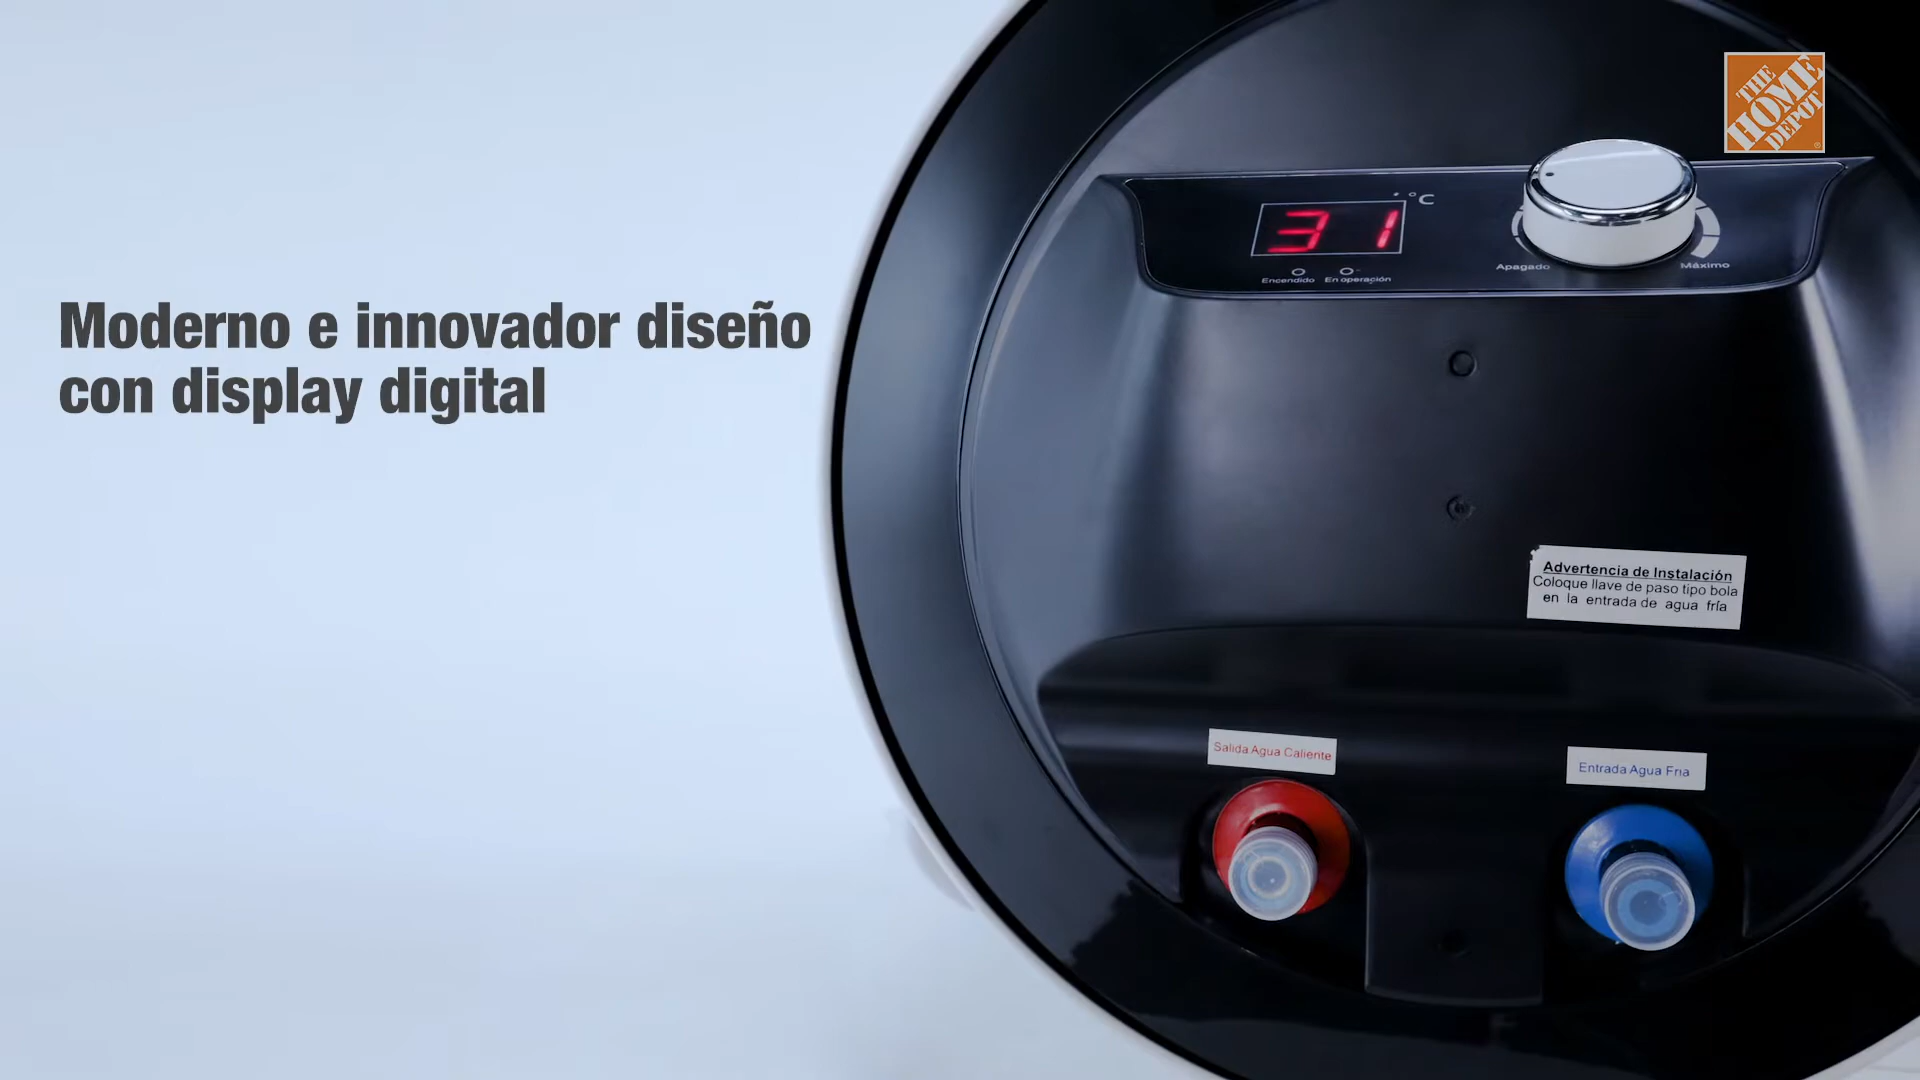 THE
HOME
DEPOT
31 °C
Encendido En operación
Apagado Máximo
Moderno e innovador diseño
con display digital
Advertencia de Instalación
Coloque llave de paso tipo bola
en la entrada de agua fría
Salida Agua Caliente
Entrada Agua Fria